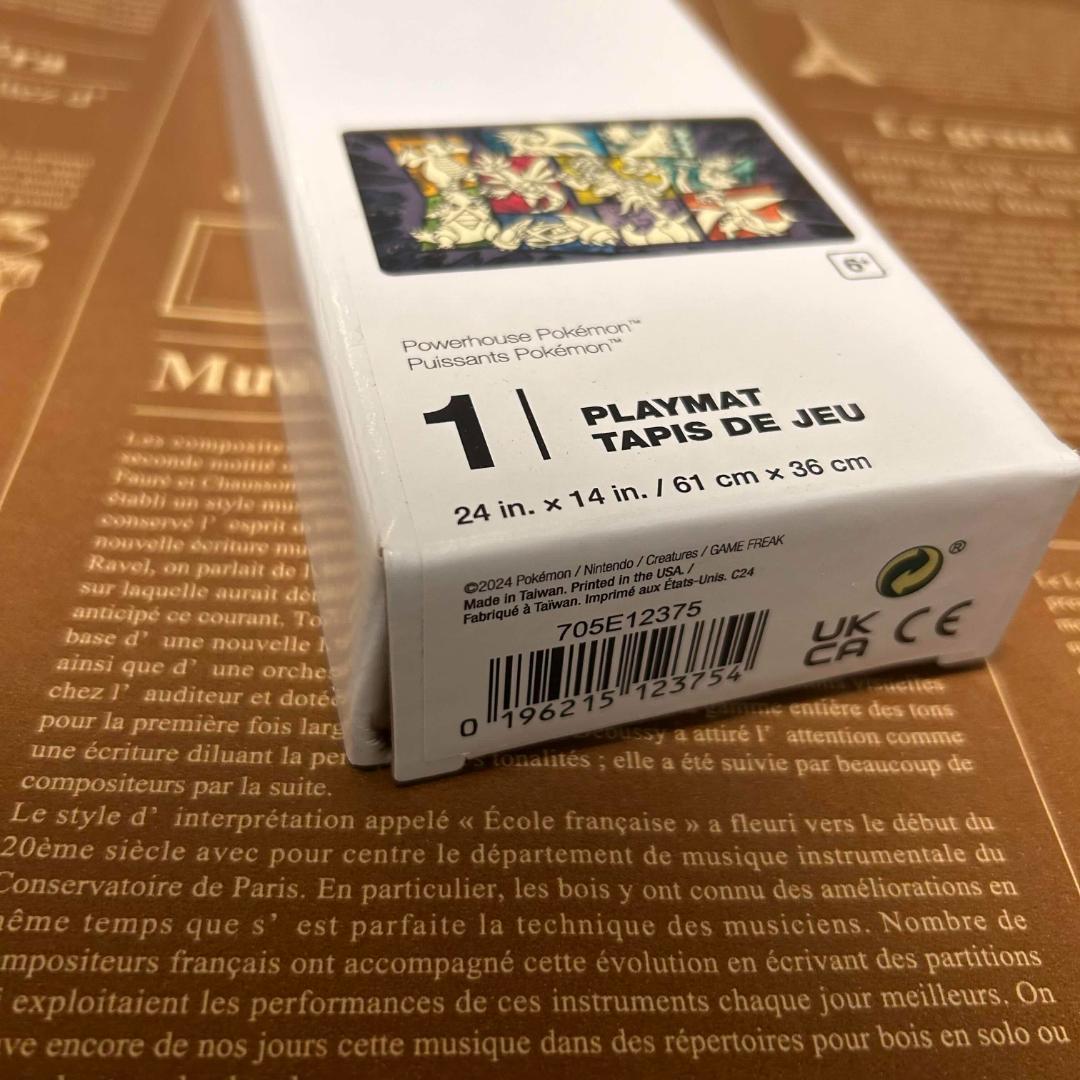 Le grand
6+
Powerhouse Pokémon™
Puissants Pokémon™
1 PLAYMAT
TAPIS DE JEU
24 in. x 14 in. / 61 cm x 36 cm
©2024 Pokémon / Nintendo / Creatures / GAME FREAK
Made in Taiwan. Printed in the USA. /
Fabriqué à Taïwan. Imprimé aux États-Unis. C24
705E12375
0 196215 123754
®
UK
CA
CE
Mu
Les composit
seconde moitié
Fauré et Chausso
établi un style mu
conservé l' esprit
nouvelle écriture mu
Ravel, on parlait de
sur laquelle aurait
anticipé ce courant. To
base d' une nouvelle
ainsi que d' une orche
chez l' auditeur et doté
pour la première fois larg
une écriture diluant la per
compositeurs par la suite.
visuelles
gamme entière des tons
Debussy a attiré l' attention comme
s tonalités ; elle a été suivie par beaucoup de
Le style d' interprétation appelé « École française » a fleuri vers le début du
20ème siècle avec pour centre le département de musique instrumentale du
Conservatoire de Paris. En particulier, les bois y ont connu des améliorations en
même temps que s' est parfaite la technique des musiciens. Nombre de
mpositeurs français ont accompagné cette évolution en écrivant des partitions
i exploitaient les performances de ces instruments chaque jour meilleurs. On
ve encore de nos jours cette musique dans des répertoires pour bois en solo ou